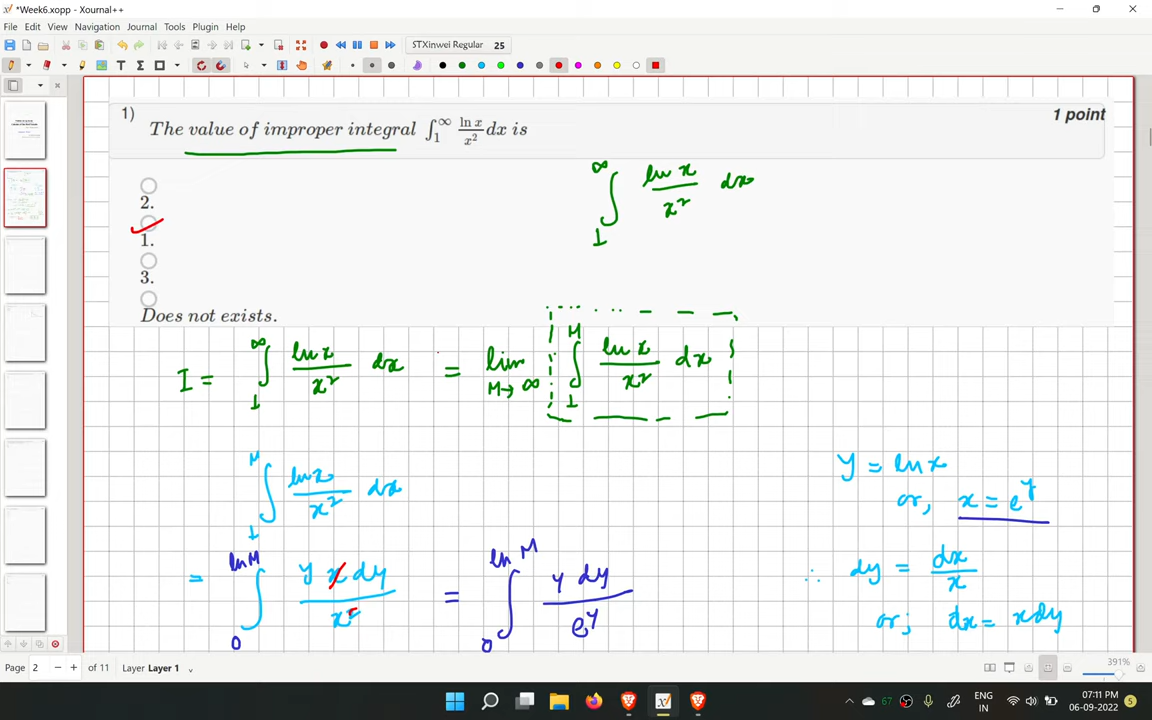 *Week6.xopp - Xournal++
File Edit View Navigation Journal Tools Plugin Help
STXinwei Regular 25
1) The value of improper integral ∫₁^∞ ln x / x² dx is
1 point
2.
1.
3.
Does not exists.
∫₁^∞ ln x / x² dx
I = ∫₁^∞ ln x / x² dx = lim M→∞ ∫₁^M ln x / x² dx
∫₁^M ln x / x² dx
y = ln x
or, x = e^y
= ∫₀^{ln M} y x dy / x² = ∫₀^{ln M} y dy / e^y
∴ dy = dx / x
or, dx = x dy
Page 2 of 11 Layer Layer 1
391%
67 ENG IN 07:11 PM 06-09-2022 5